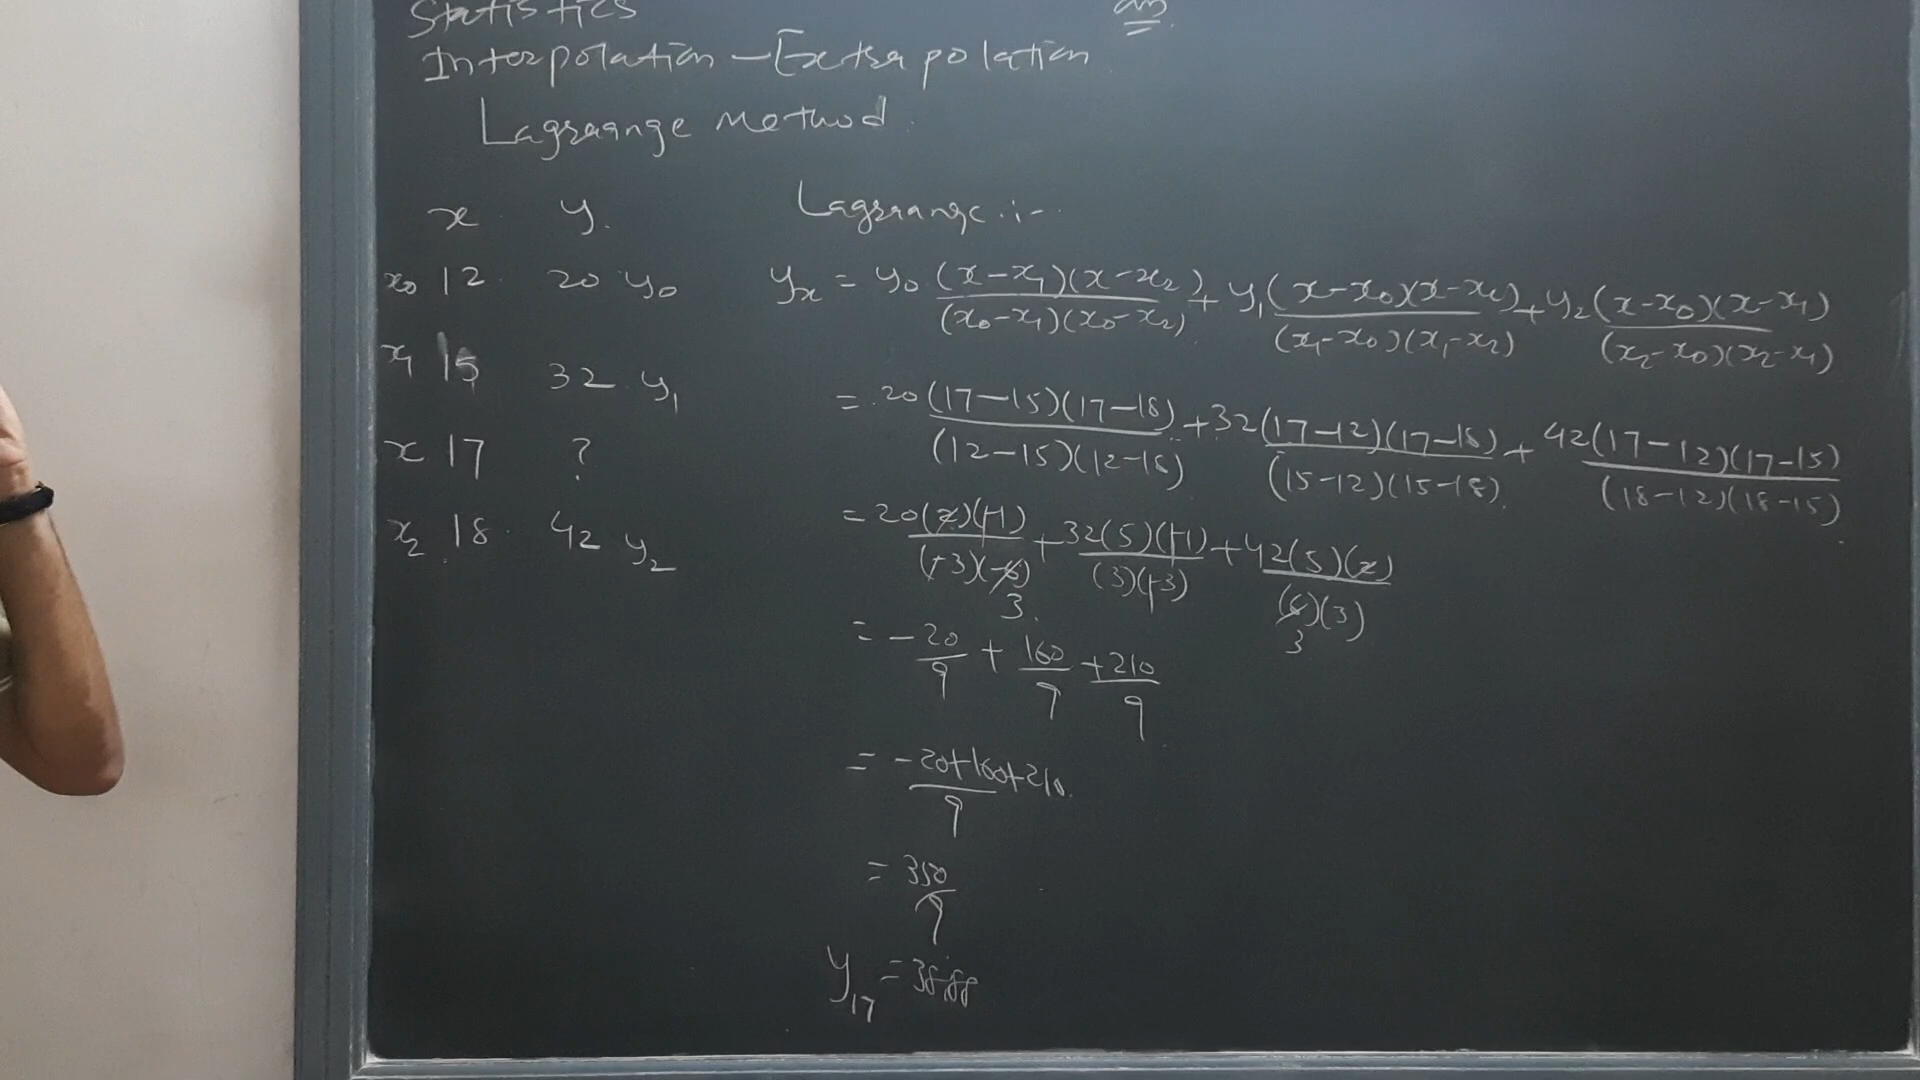 Statistics
Interpolation - Extrapolation
Lagrange Method
x y.
x0 12 20 y0
x1 15 32 y1
x 17 ?
x2 18 42 y2
Lagrange :-
yx = y0 (x-x1)(x-x2)/(x0-x1)(x0-x2) + y1 (x-x0)(x-x2)/(x1-x0)(x1-x2) + y2 (x-x0)(x-x1)/(x2-x0)(x2-x1)
= 20(17-15)(17-18)/(12-15)(12-18) + 32(17-12)(17-18)/(15-12)(15-18) + 42(17-12)(17-15)/(18-12)(18-15)
= 20(2)(-1)/(-3)(-6) 3 + 32(5)(-1)/(3)(-3) + 42(5)(2)/(6)(3) 3
= -20/9 + 160/9 + 210/9
= -20+160+210/9
= 350/9
y17 = 38.88